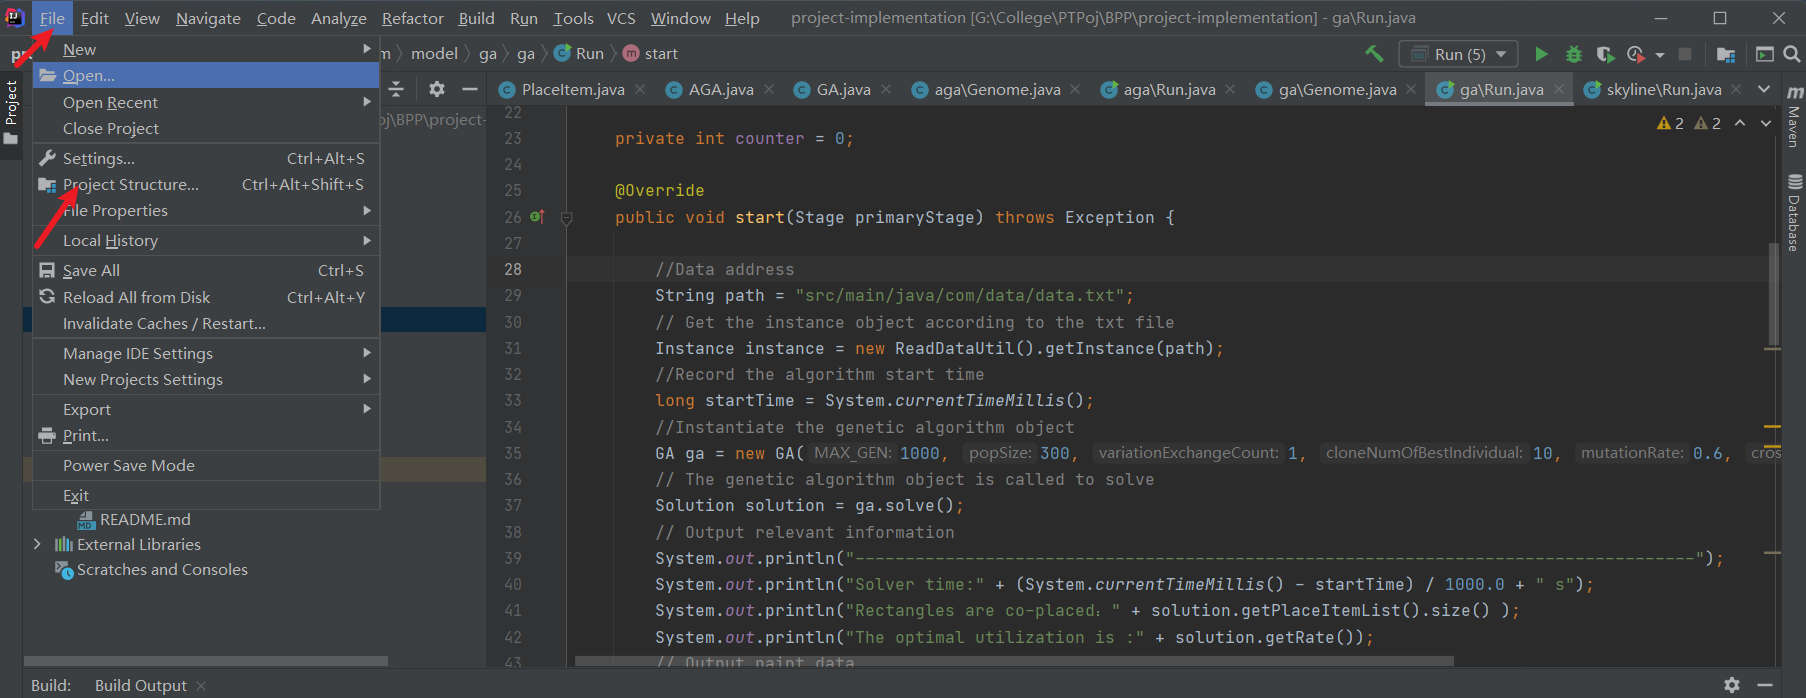 File Edit View Navigate Code Analyze Refactor Build Run Tools VCS Window Help project-implementation [G:\College\PTPoj\BPP\project-implementation] - ga\Run.java
model ga ga Run start Run (5)
New
Open...
Open Recent
Close Project
Settings... Ctrl+Alt+S
Project Structure... Ctrl+Alt+Shift+S
File Properties
Local History
Save All Ctrl+S
Reload All from Disk Ctrl+Alt+Y
Invalidate Caches / Restart...
Manage IDE Settings
New Projects Settings
Export
Print...
Power Save Mode
Exit
README.md
External Libraries
Scratches and Consoles
Project
oj\BPP\project-
PlaceItem.java AGA.java GA.java aga\Genome.java aga\Run.java ga\Genome.java ga\Run.java skyline\Run.java
2 2
22
23 private int counter = 0;
24
25 @Override
26 public void start(Stage primaryStage) throws Exception {
27
28 //Data address
29 String path = "src/main/java/com/data/data.txt";
30 // Get the instance object according to the txt file
31 Instance instance = new ReadDataUtil().getInstance(path);
32 //Record the algorithm start time
33 long startTime = System.currentTimeMillis();
34 //Instantiate the genetic algorithm object
35 GA ga = new GA( MAX_GEN: 1000, popSize: 300, variationExchangeCount: 1, cloneNumOfBestIndividual: 10, mutationRate: 0.6, cros
36 // The genetic algorithm object is called to solve
37 Solution solution = ga.solve();
38 // Output relevant information
39 System.out.println("------------------------------------------------------------------------------------");
40 System.out.println("Solver time:" + (System.currentTimeMillis() - startTime) / 1000.0 + " s");
41 System.out.println("Rectangles are co-placed：" + solution.getPlaceItemList().size() );
42 System.out.println("The optimal utilization is :" + solution.getRate());
43 // Output paint data
Maven
Database
Build: Build Output